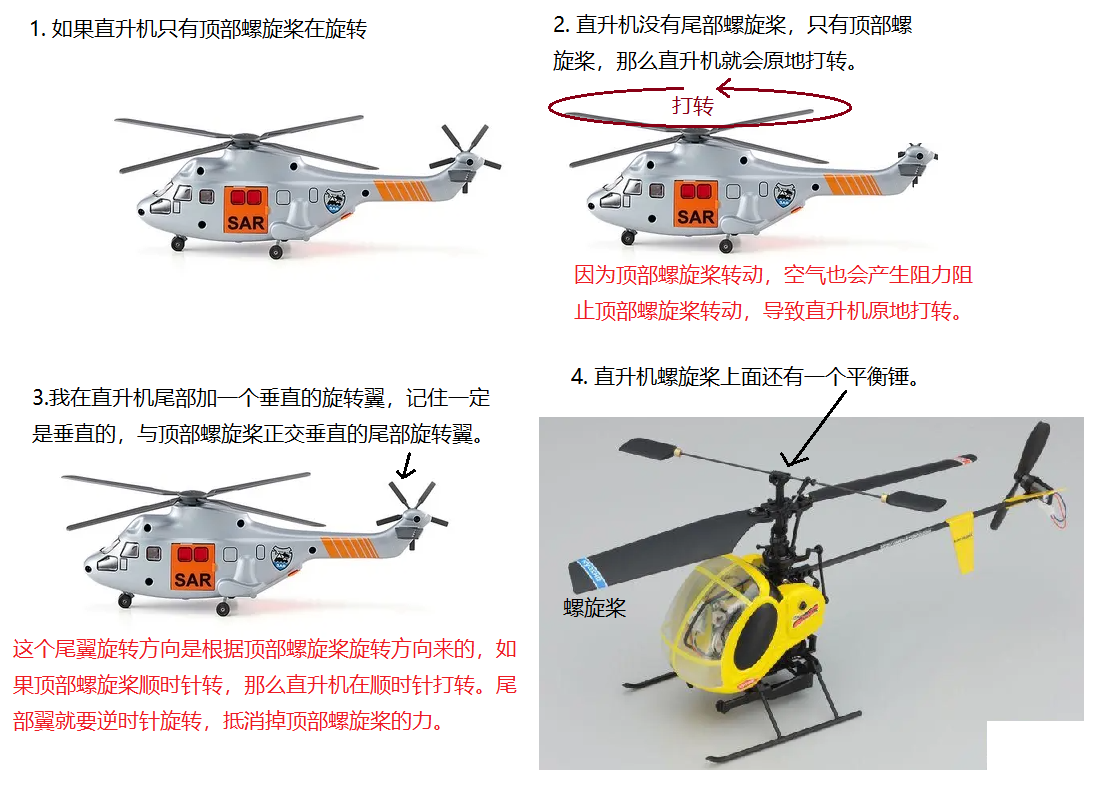 1. 如果直升机只有顶部螺旋桨在旋转
SAR
2. 直升机没有尾部螺旋桨，只有顶部螺
旋桨，那么直升机就会原地打转。
打转
SAR
因为顶部螺旋桨转动，空气也会产生阻力阻
止顶部螺旋桨转动，导致直升机原地打转。
3.我在直升机尾部加一个垂直的旋转翼，记住一定
是垂直的，与顶部螺旋桨正交垂直的尾部旋转翼。
SAR
这个尾翼旋转方向是根据顶部螺旋桨旋转方向来的，如
果顶部螺旋桨顺时针转，那么直升机在顺时针打转。尾
部翼就要逆时针旋转，抵消掉顶部螺旋桨的力。
4. 直升机螺旋桨上面还有一个平衡锤。
螺旋桨